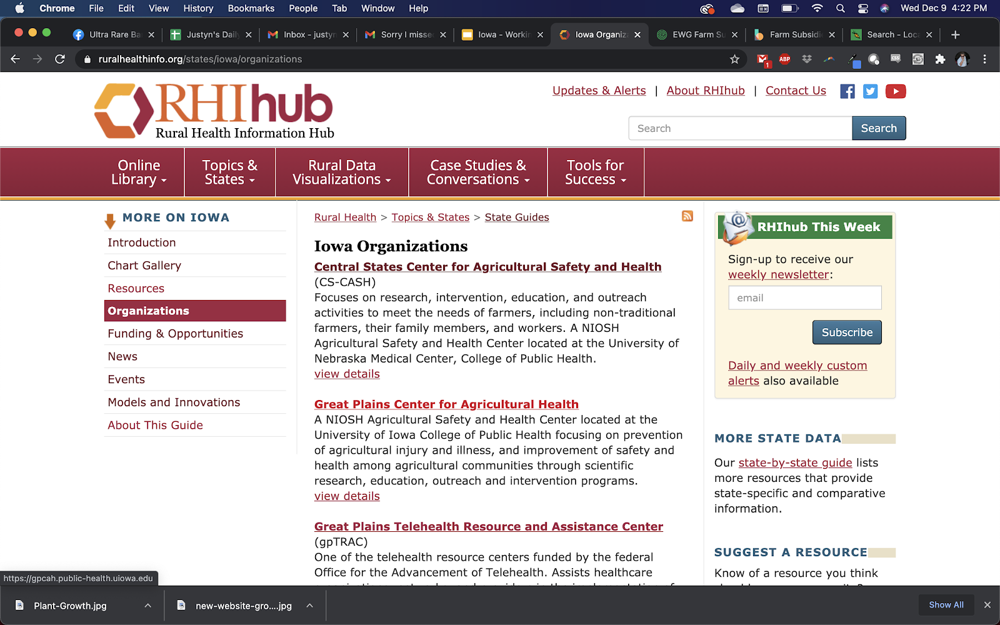 Chrome File Edit View History Bookmarks People Tab Window Help Wed Dec 9 4:22 PM
Ultra Rare Ba Justyn's Daily Inbox - justyn Sorry I misse Iowa - Workin Iowa Organiza EWG Farm Su Farm Subsidi Search - Loca
ruralhealthinfo.org/states/iowa/organizations 1 ABP CSS
RHIhub
Rural Health Information Hub
Updates & Alerts | About RHIhub | Contact Us
Search Search
Online Library
Topics & States
Rural Data Visualizations
Case Studies & Conversations
Tools for Success
MORE ON IOWA
Introduction
Chart Gallery
Resources
Organizations
Funding & Opportunities
News
Events
Models and Innovations
About This Guide
Rural Health > Topics & States > State Guides
Iowa Organizations
Central States Center for Agricultural Safety and Health
(CS-CASH)
Focuses on research, intervention, education, and outreach
activities to meet the needs of farmers, including non-traditional
farmers, their family members, and workers. A NIOSH
Agricultural Safety and Health Center located at the University of
Nebraska Medical Center, College of Public Health.
view details
Great Plains Center for Agricultural Health
A NIOSH Agricultural Safety and Health Center located at the
University of Iowa College of Public Health focusing on prevention
of agricultural injury and illness, and improvement of safety and
health among agricultural communities through scientific
research, education, outreach and intervention programs.
view details
Great Plains Telehealth Resource and Assistance Center
(gpTRAC)
One of the telehealth resource centers funded by the federal
Office for the Advancement of Telehealth. Assists healthcare
RHIhub This Week
Sign-up to receive our
weekly newsletter:
email
Subscribe
Daily and weekly custom
alerts also available
MORE STATE DATA
Our state-by-state guide lists
more resources that provide
state-specific and comparative
information.
SUGGEST A RESOURCE
Know of a resource you think
https://gpcah.public-health.uiowa.edu
Plant-Growth.jpg new-website-gro....jpg Show All